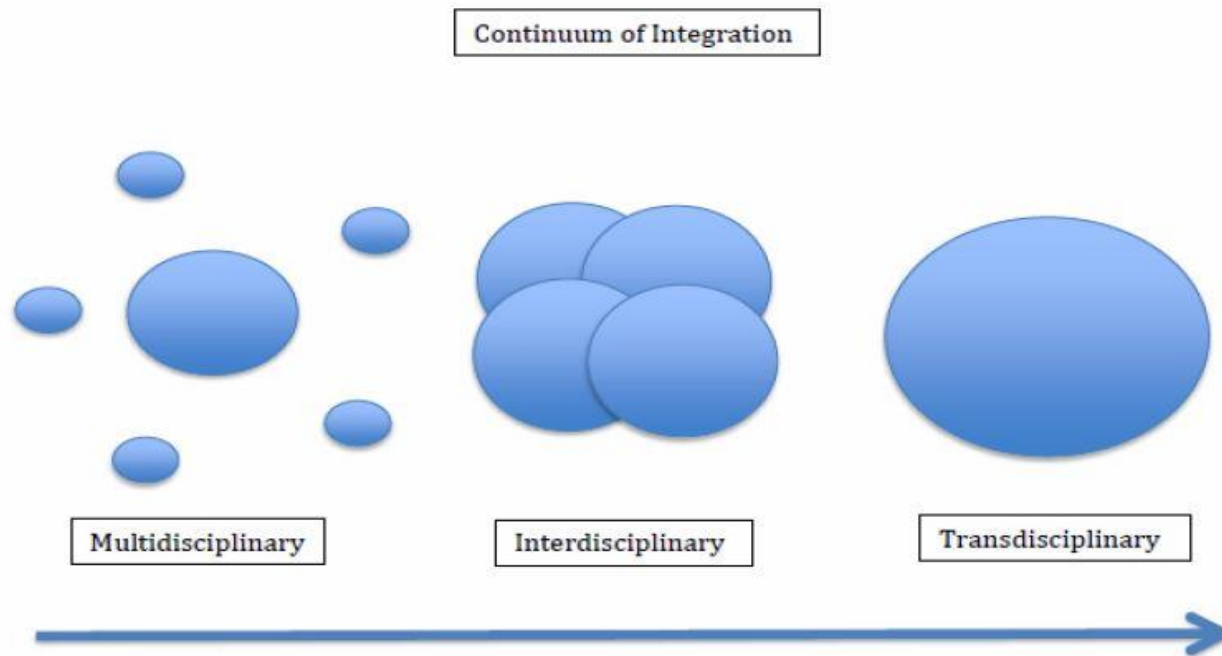 Continuum of Integration
Multidisciplinary
Interdisciplinary
Transdisciplinary